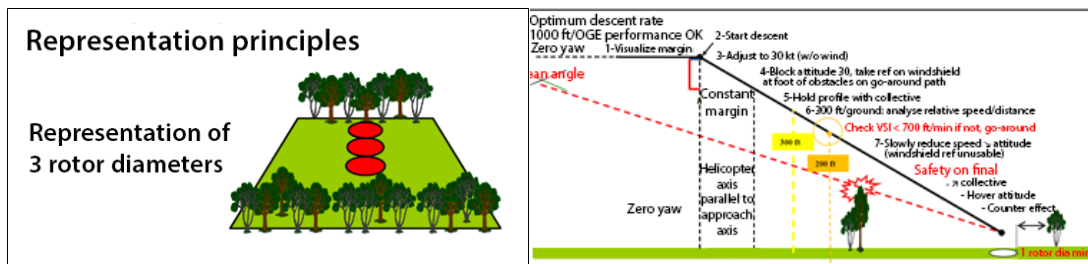 Representation principles
Representation of
3 rotor diameters
Optimum descent rate
1000 ft/OGE performance OK
2-Start descent
Zero yaw
1-Visualize margin
3-Adjust to 30 kt (w/o wind)
ean angle
4-Block attitude 30, take ref on windshield
at foot of obstacles on go-around path
Constant
margin
5-Hold profile with collective
6-300 ft/ground: analyse relative speed/distance
Check VSI < 700 ft/min if not, go-around
300 ft
7-Slowly reduce speed ↘ attitude
(windshield ref unusable)
200 ft
Safety on final
Helicopter
axis
parallel to
approach
axis
Zero yaw
- ↗ collective
- Hover attitude
- Counter effect
1 rotor dia min